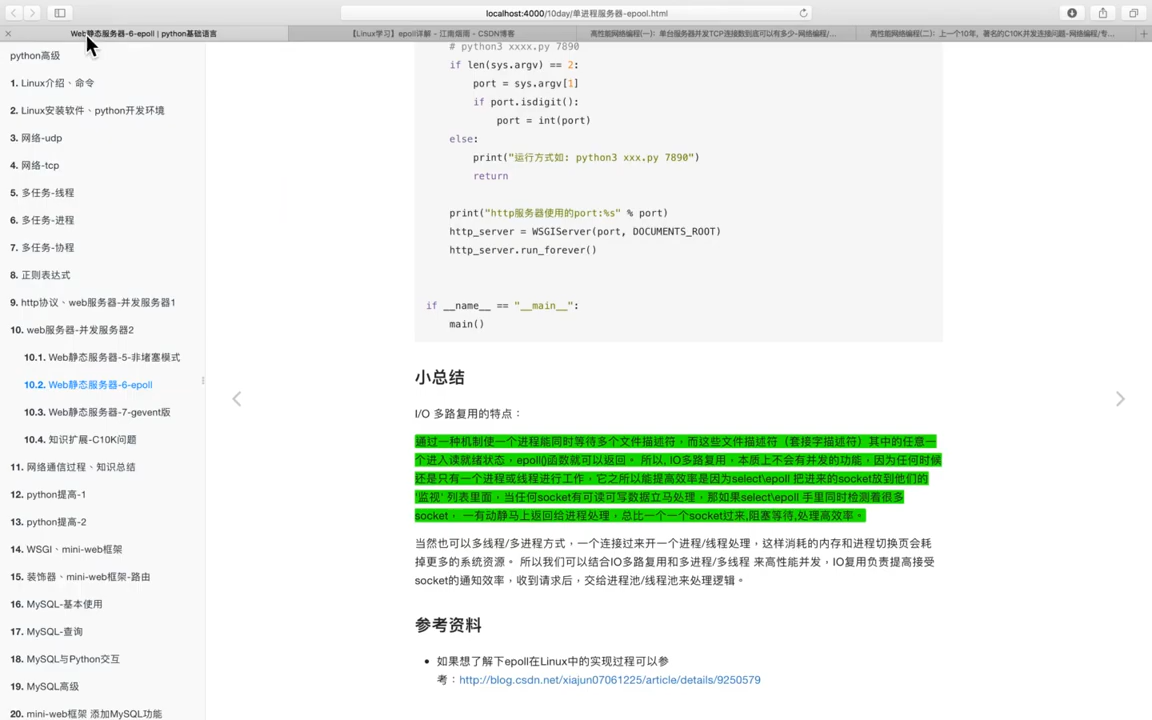 localhost:4000/10day/单进程服务器-epool.html
Web静态服务器-6-epoll | python基础语言
【Linux学习】epoll详解 - 江南烟雨 - CSDN博客
高性能网络编程(一)：单台服务器并发TCP连接数到底可以有多少-网络编程/...
高性能网络编程(二)：上一个10年，著名的C10K并发连接问题-网络编程/专...
python高级
1. Linux介绍、命令
2. Linux安装软件、python开发环境
3. 网络-udp
4. 网络-tcp
5. 多任务-线程
6. 多任务-进程
7. 多任务-协程
8. 正则表达式
9. http协议、web服务器-并发服务器1
10. web服务器-并发服务器2
10.1. Web静态服务器-5-非堵塞模式
10.2. Web静态服务器-6-epoll
10.3. Web静态服务器-7-gevent版
10.4. 知识扩展-C10K问题
11. 网络通信过程、知识总结
12. python提高-1
13. python提高-2
14. WSGI、mini-web框架
15. 装饰器、mini-web框架-路由
16. MySQL-基本使用
17. MySQL-查询
18. MySQL与Python交互
19. MySQL高级
20. mini-web框架 添加MySQL功能
# python3 xxxx.py 7890
if len(sys.argv) == 2:
port = sys.argv[1]
if port.isdigit():
port = int(port)
else:
print("运行方式如: python3 xxx.py 7890")
return
print("http服务器使用的port:%s" % port)
http_server = WSGIServer(port, DOCUMENTS_ROOT)
http_server.run_forever()
if __name__ == "__main__":
main()
小总结
I/O 多路复用的特点：
通过一种机制使一个进程能同时等待多个文件描述符，而这些文件描述符（套接字描述符）其中的任意一
个进入读就绪状态，epoll()函数就可以返回。 所以, IO多路复用，本质上不会有并发的功能，因为任何时候
还是只有一个进程或线程进行工作，它之所以能提高效率是因为select\epoll 把进来的socket放到他们的
'监视' 列表里面，当任何socket有可读可写数据立马处理，那如果select\epoll 手里同时检测着很多
socket， 一有动静马上返回给进程处理，总比一个一个socket过来,阻塞等待,处理高效率。
当然也可以多线程/多进程方式，一个连接过来开一个进程/线程处理，这样消耗的内存和进程切换页会耗
掉更多的系统资源。 所以我们可以结合IO多路复用和多进程/多线程 来高性能并发，IO复用负责提高接受
socket的通知效率，收到请求后，交给进程池/线程池来处理逻辑。
参考资料
• 如果想了解下epoll在Linux中的实现过程可以参
考：http://blog.csdn.net/xiajun07061225/article/details/9250579